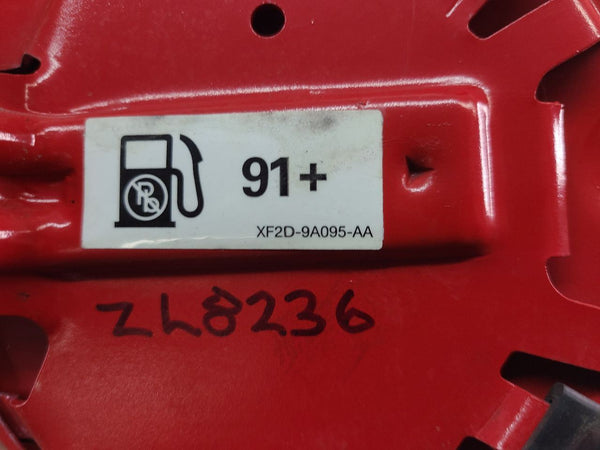 Pb
91+
XF2D-9A095-AA
ZL8236